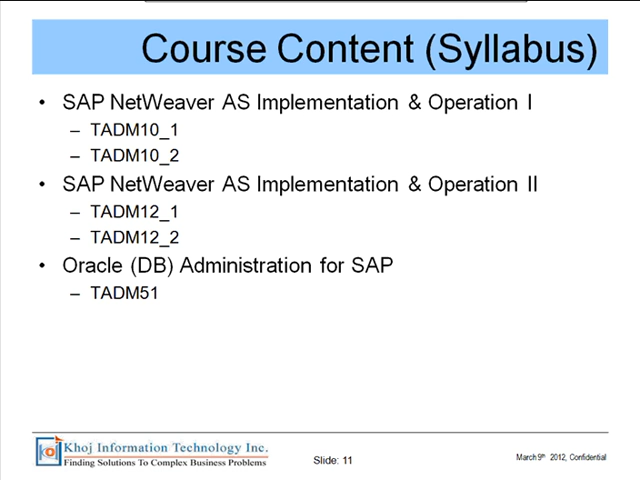 Course Content (Syllabus)
• SAP NetWeaver AS Implementation & Operation I
– TADM10_1
– TADM10_2
• SAP NetWeaver AS Implementation & Operation II
– TADM12_1
– TADM12_2
• Oracle (DB) Administration for SAP
– TADM51
Khoj Information Technology Inc.
Finding Solutions To Complex Business Problems
Slide: 11
March 9th 2012, Confidential